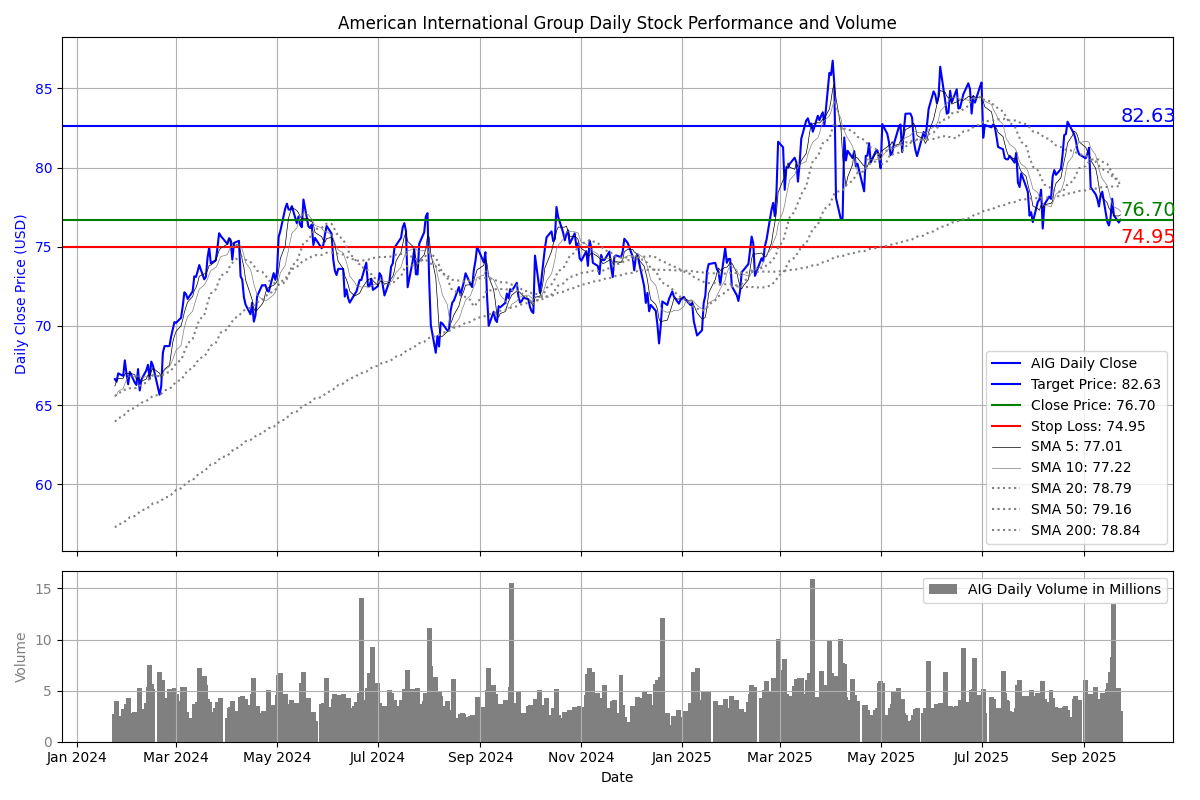 American International Group Daily Stock Performance and Volume
Daily Close Price (USD)
85
80
75
70
65
60
82.63
76.70
74.95
AIG Daily Close
Target Price: 82.63
Close Price: 76.70
Stop Loss: 74.95
SMA 5: 77.01
SMA 10: 77.22
SMA 20: 78.79
SMA 50: 79.16
SMA 200: 78.84
Volume
15
10
5
0
AIG Daily Volume in Millions
Jan 2024 Mar 2024 May 2024 Jul 2024 Sep 2024 Nov 2024 Jan 2025 Mar 2025 May 2025 Jul 2025 Sep 2025
Date